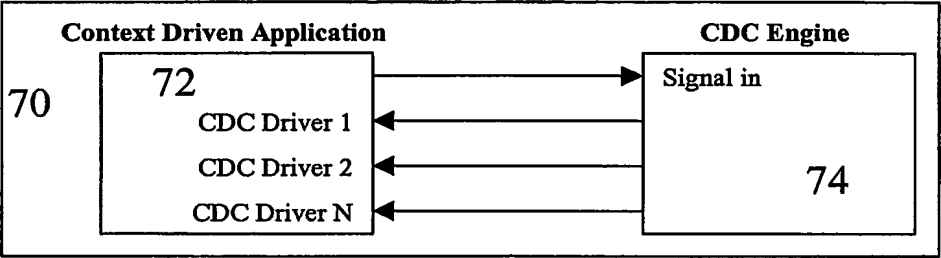 Context Driven Application
CDC Engine
70
72
Signal in
CDC Driver 1
CDC Driver 2
74
CDC Driver N